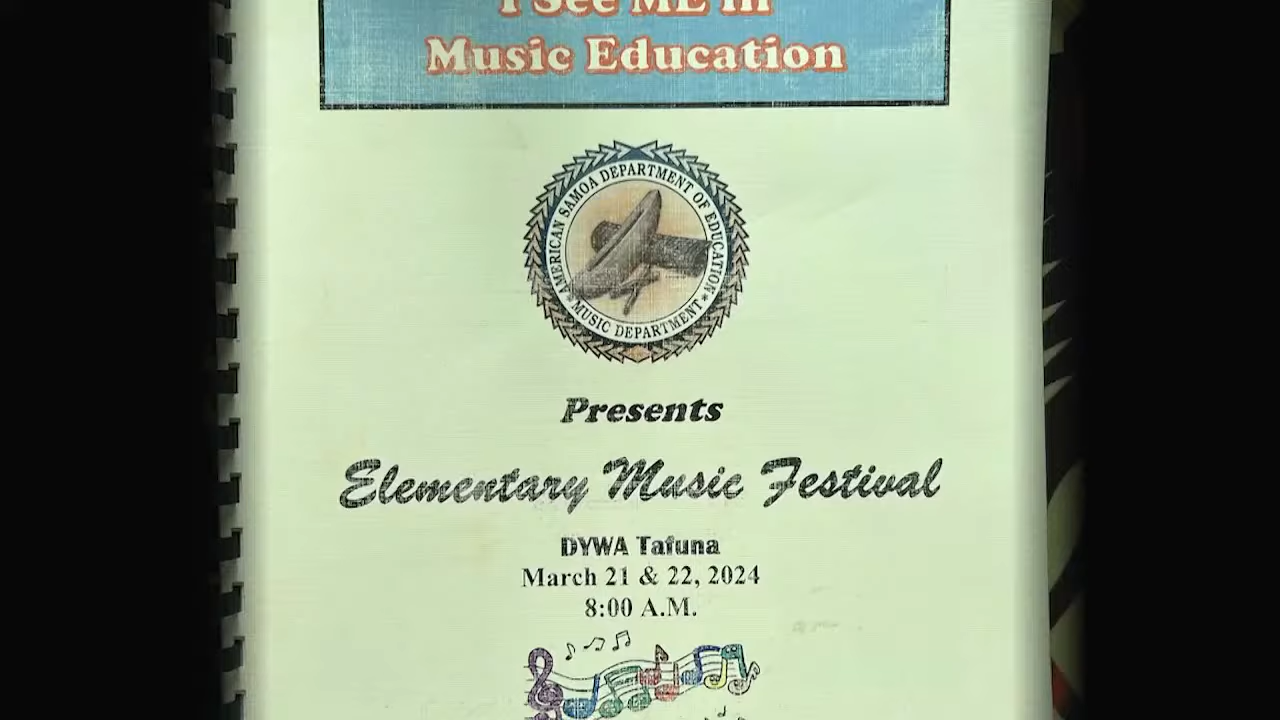 I See ME in
Music Education
AMERICAN SAMOA DEPARTMENT OF EDUCATION
* MUSIC DEPARTMENT *
Presents
Elementary Music Festival
DYWA Tafuna
March 21 & 22, 2024
8:00 A.M.